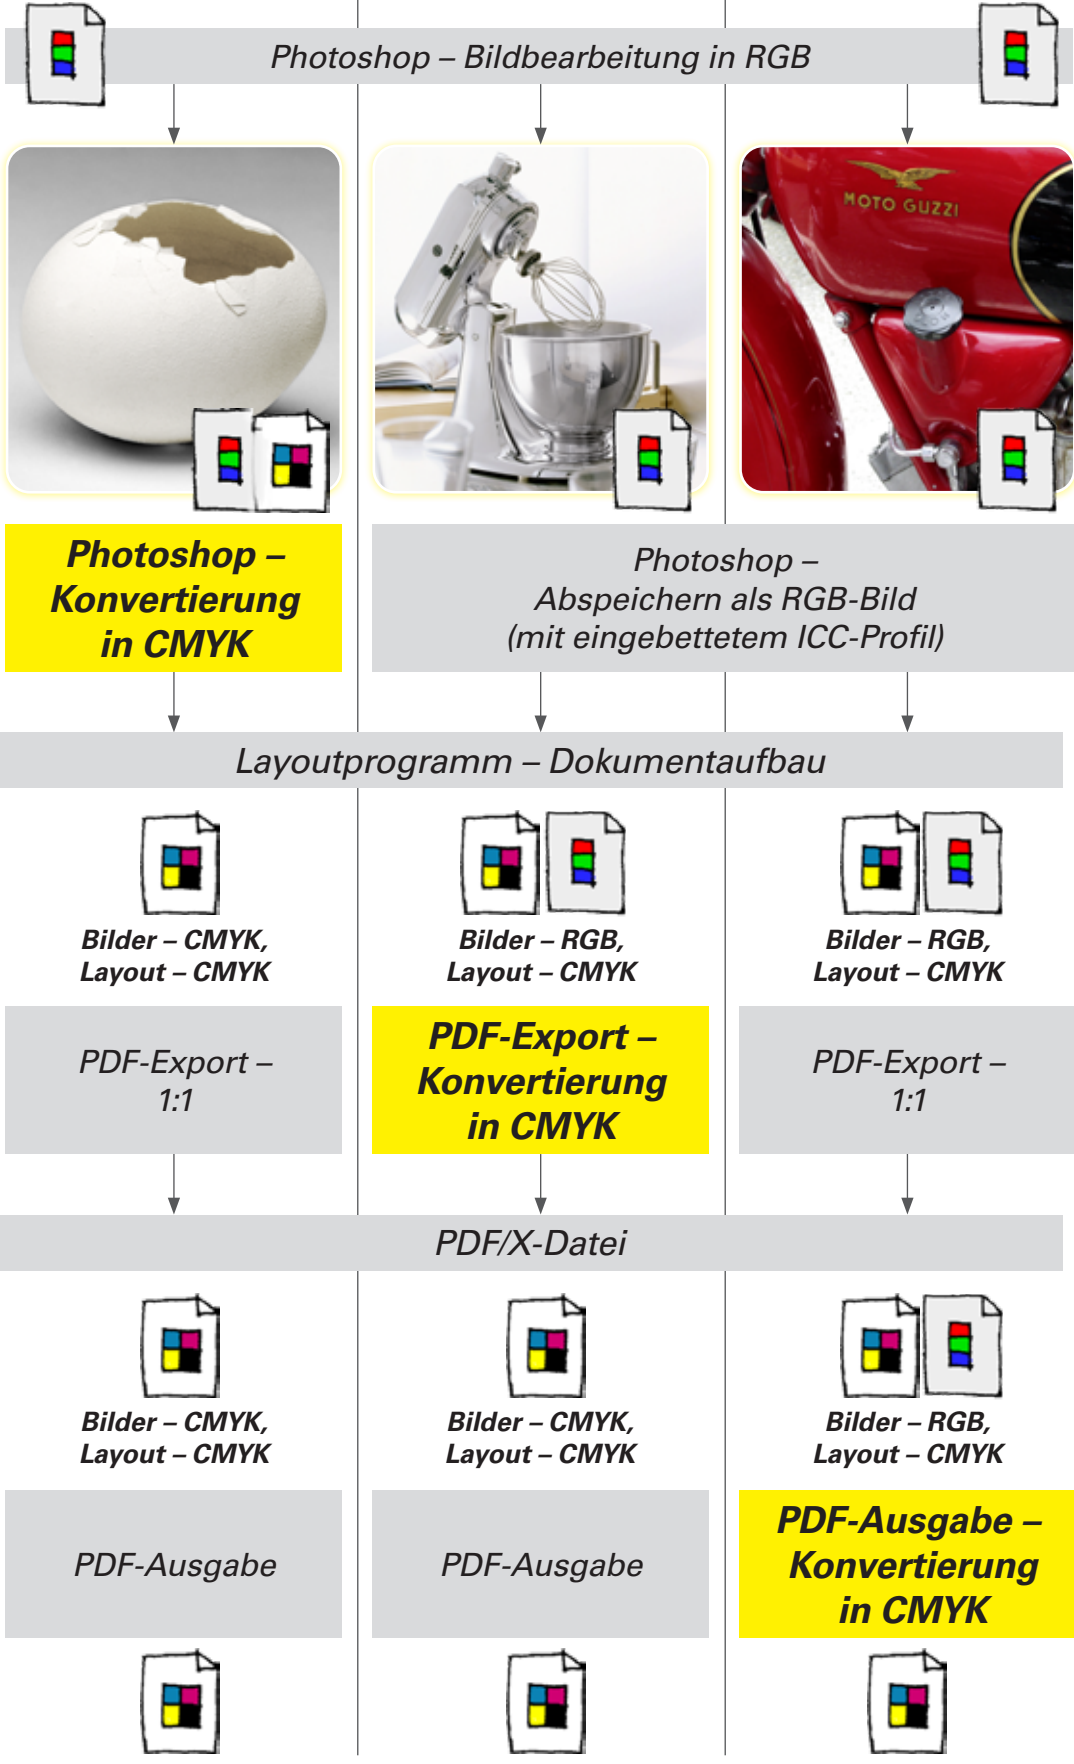 Photoshop – Bildbearbeitung in RGB
MOTO GUZZI
Photoshop –
Konvertierung
in CMYK
Photoshop –
Abspeichern als RGB-Bild
(mit eingebettetem ICC-Profil)
Layoutprogramm – Dokumentaufbau
Bilder – CMYK,
Layout – CMYK
Bilder – RGB,
Layout – CMYK
Bilder – RGB,
Layout – CMYK
PDF-Export –
1:1
PDF-Export –
Konvertierung
in CMYK
PDF-Export –
1:1
PDF/X-Datei
Bilder – CMYK,
Layout – CMYK
Bilder – CMYK,
Layout – CMYK
Bilder – RGB,
Layout – CMYK
PDF-Ausgabe
PDF-Ausgabe
PDF-Ausgabe –
Konvertierung
in CMYK